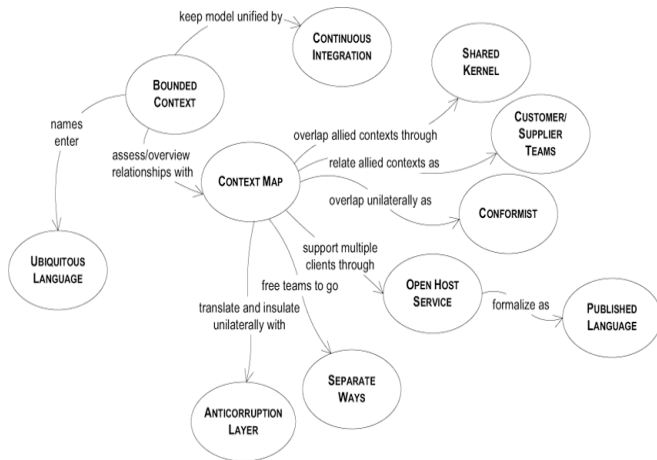 keep model unified by
CONTINUOUS
INTEGRATION
SHARED
KERNEL
BOUNDED
CONTEXT
names
enter
assess/overview
relationships with
overlap allied contexts through
CUSTOMER/
SUPPLIER
TEAMS
relate allied contexts as
CONTEXT MAP
overlap unilaterally as
CONFORMIST
UBIQUITOUS
LANGUAGE
support multiple
clients through
free teams to go
OPEN HOST
SERVICE
formalize as
PUBLISHED
LANGUAGE
translate and insulate
unilaterally with
SEPARATE
WAYS
ANTICORRUPTION
LAYER